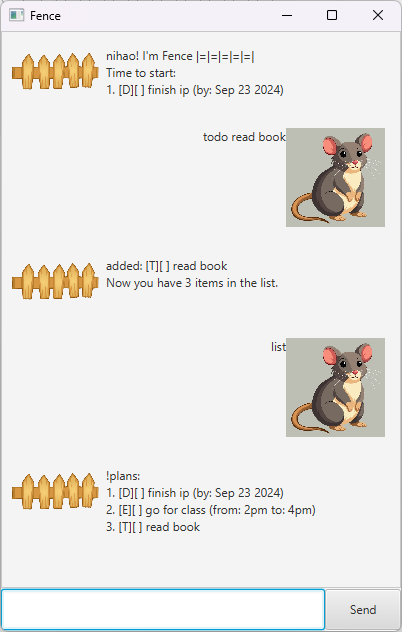 Fence
nihao! I'm Fence |=|=|=|=|=|
Time to start:
1. [D][ ] finish ip (by: Sep 23 2024)
todo read book
added: [T][ ] read book
Now you have 3 items in the list.
list
!plans:
1. [D][ ] finish ip (by: Sep 23 2024)
2. [E][ ] go for class (from: 2pm to: 4pm)
3. [T][ ] read book
Send